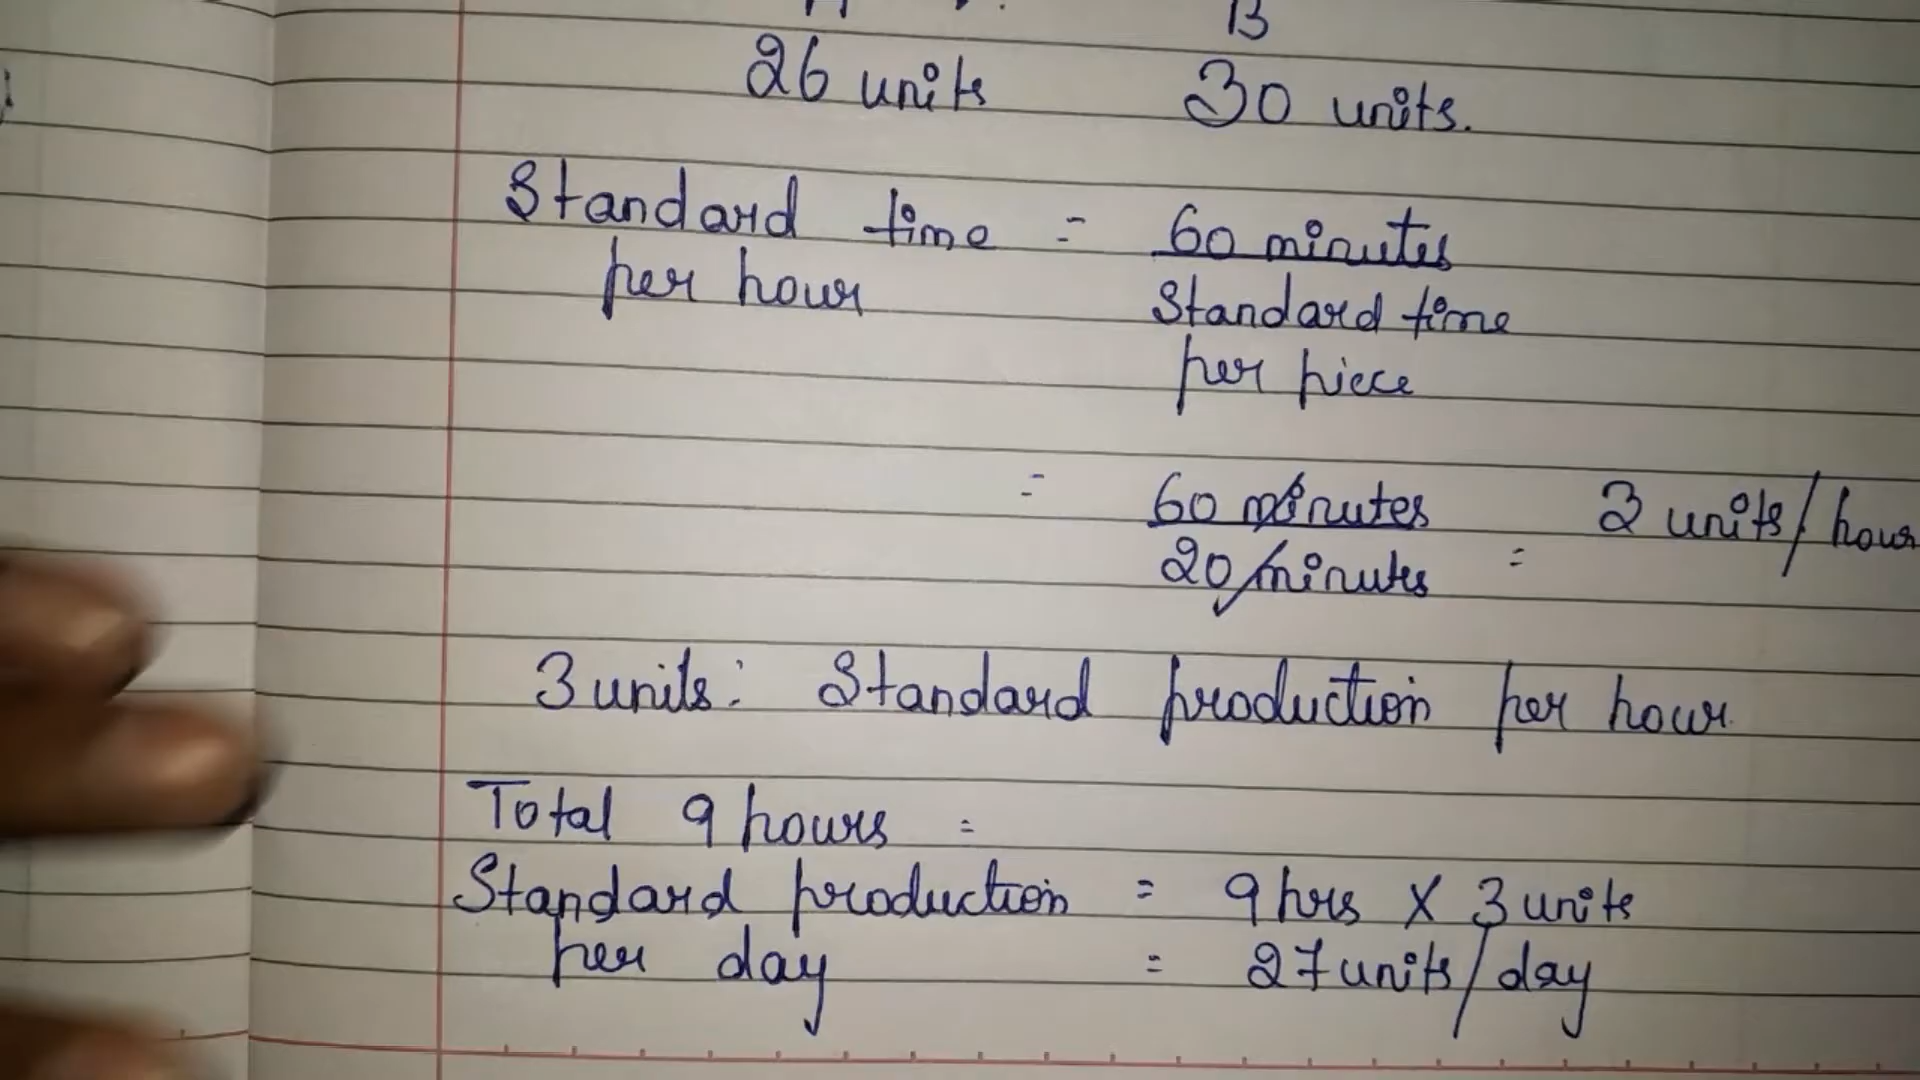 B
26 units 30 units.
Standard time = 60 minutes
per hour Standard time
per piece
= 60 minutes = 3 units/hour
20 minutes
3 units: Standard production per hour
Total 9 hours =
Standard production = 9 hrs X 3 units
per day = 27 units/day